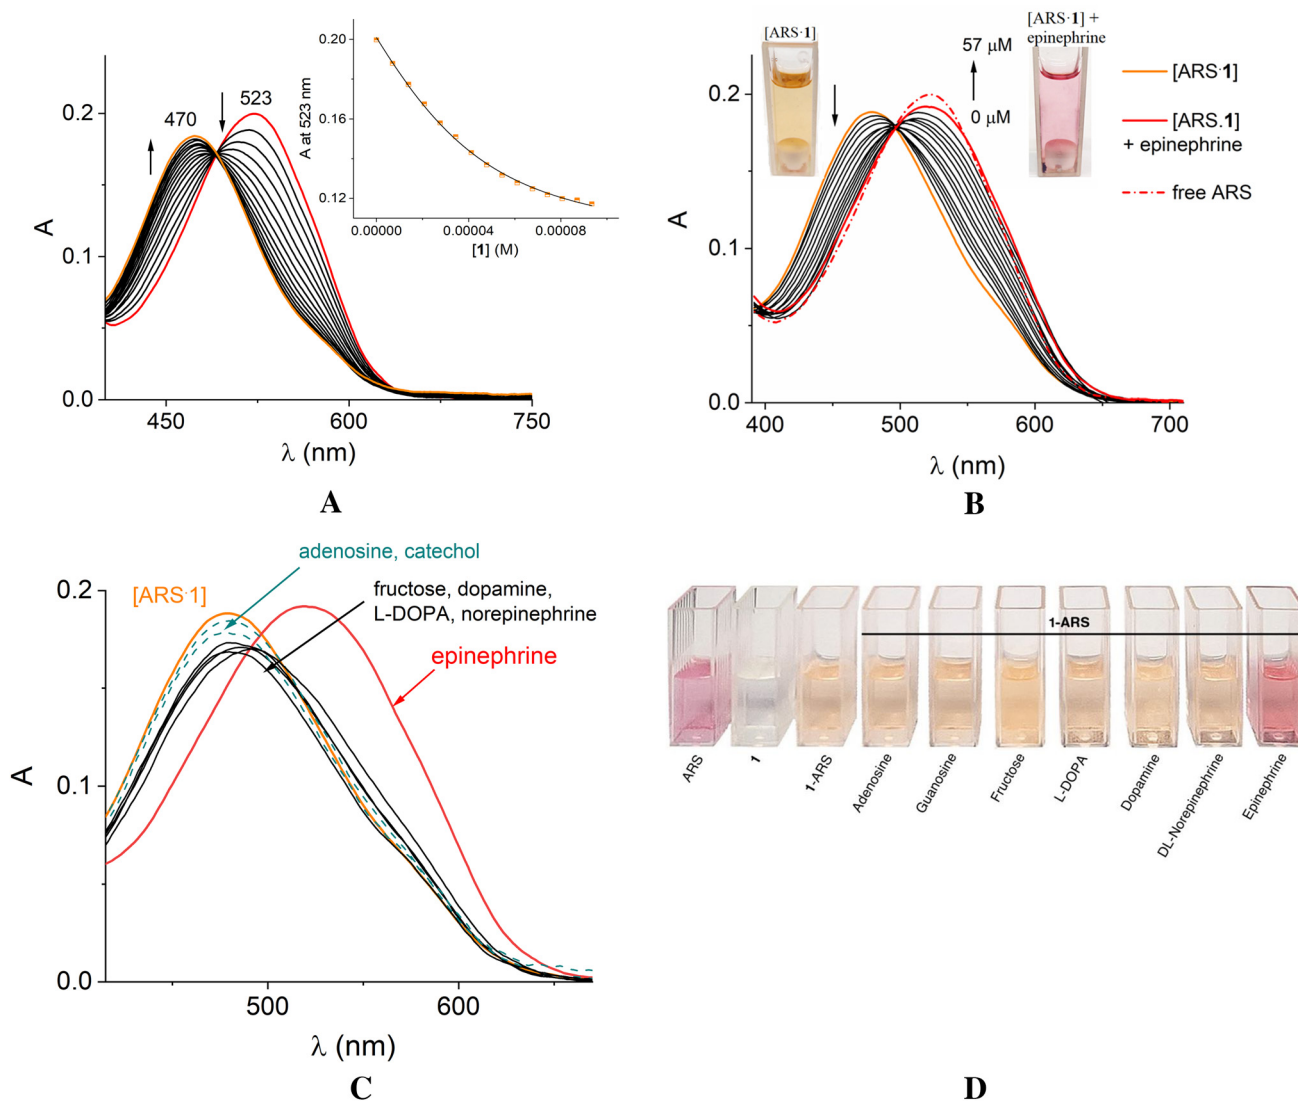 0.20
0.16
0.12
A at 523 nm
0.00000
0.00004
0.00008
[1] (M)
470
523
0.2
0.1
0.0
A
450
600
750
λ (nm)
A
[ARS·1]
[ARS·1] +
epinephrine
57 μM
0 μM
[ARS·1]
[ARS.1]
+ epinephrine
free ARS
0.2
0.1
0.0
A
400
500
600
700
λ (nm)
B
adenosine, catechol
[ARS·1]
fructose, dopamine,
L-DOPA, norepinephrine
epinephrine
0.2
0.1
0.0
A
500
600
λ (nm)
C
1-ARS
ARS
1
1-ARS
Adenosine
Guanosine
Fructose
L-DOPA
Dopamine
DL-Norepinephrine
Epinephrine
D